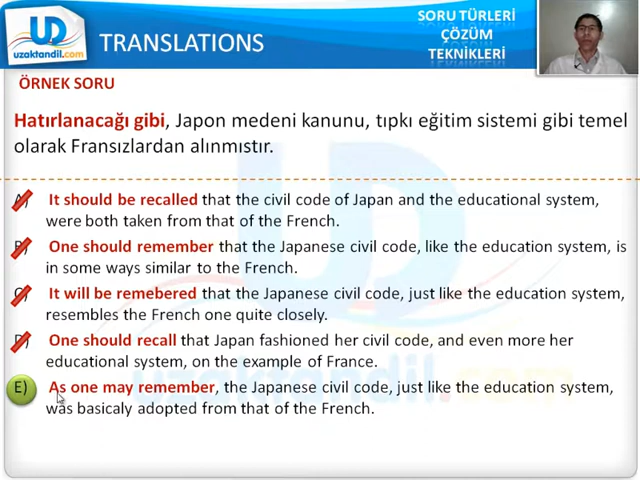 UD
uzaktandil.com
TRANSLATIONS
SORU TÜRLERİ
ÇÖZÜM
TEKNİKLERİ
ÖRNEK SORU
Hatırlanacağı gibi, Japon medeni kanunu, tıpkı eğitim sistemi gibi temel
olarak Fransızlardan alınmıstır.
A) It should be recalled that the civil code of Japan and the educational system,
were both taken from that of the French.
B) One should remember that the Japanese civil code, like the education system, is
in some ways similar to the French.
C) It will be remebered that the Japanese civil code, just like the education system,
resembles the French one quite closely.
D) One should recall that Japan fashioned her civil code, and even more her
educational system, on the example of France.
E) As one may remember, the Japanese civil code, just like the education system,
was basicaly adopted from that of the French.